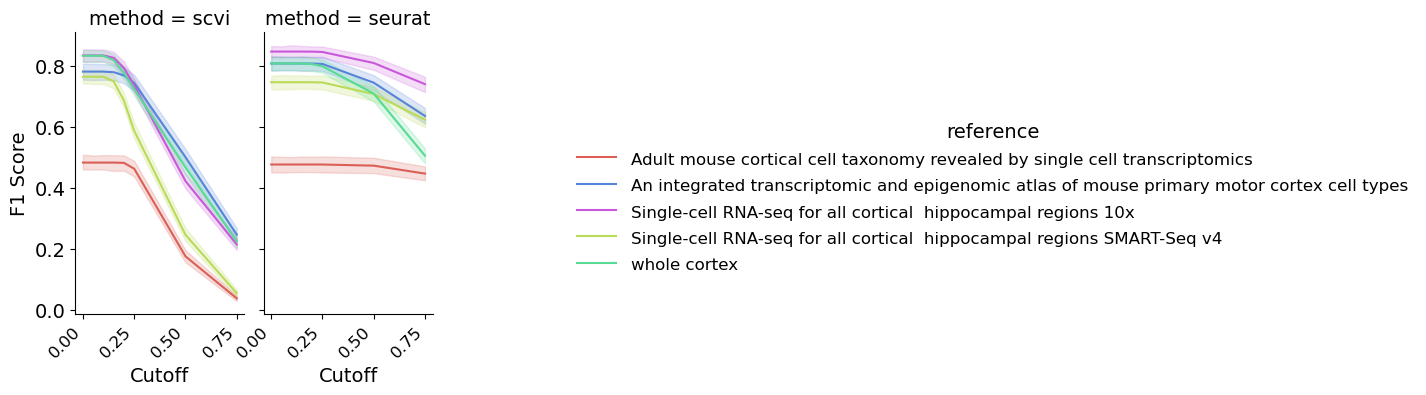 method = scvi
method = seurat
F1 Score
0.8
0.6
0.4
0.2
0.0
0.00
0.25
0.50
0.75
0.00
0.25
0.50
0.75
Cutoff
Cutoff
reference
Adult mouse cortical cell taxonomy revealed by single cell transcriptomics
An integrated transcriptomic and epigenomic atlas of mouse primary motor cortex cell types
Single-cell RNA-seq for all cortical  hippocampal regions 10x
Single-cell RNA-seq for all cortical  hippocampal regions SMART-Seq v4
whole cortex